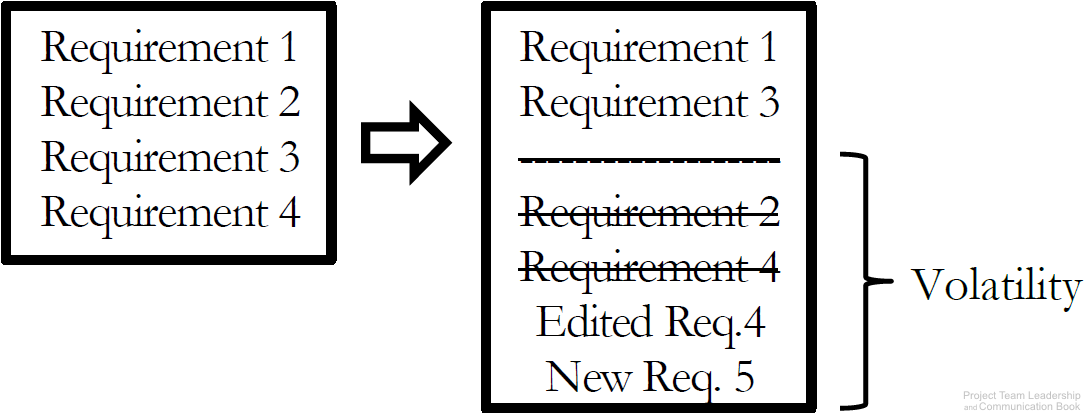 Requirement 1
Requirement 2
Requirement 3
Requirement 4
Requirement 1
Requirement 3
Requirement 2
Requirement 4
Edited Req.4
New Req. 5
Volatility
Project Team Leadership
and Communication Book